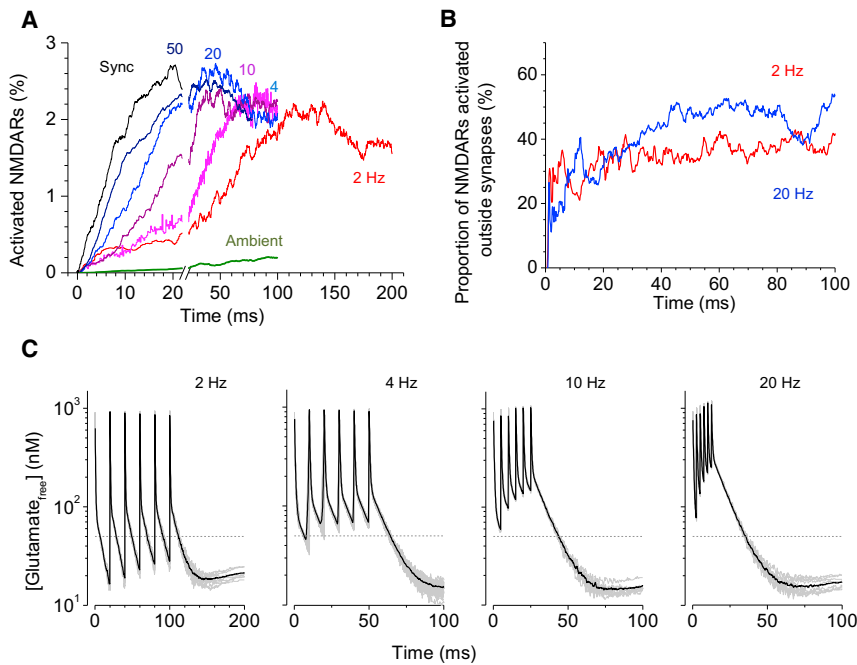 A
Activated NMDARs (%)
3
2
1
0
Sync
50
20
10
4
2 Hz
Ambient
0 10 20 50 100 150 200
Time (ms)
B
Proportion of NMDARs activated
outside synapses (%)
60
40
20
0
2 Hz
20 Hz
0 20 40 60 80 100
Time (ms)
C
[Glutamate_free] (nM)
10³
10²
10¹
2 Hz
0 100 200
4 Hz
0 50 100
10 Hz
0 50 100
20 Hz
0 50 100
Time (ms)